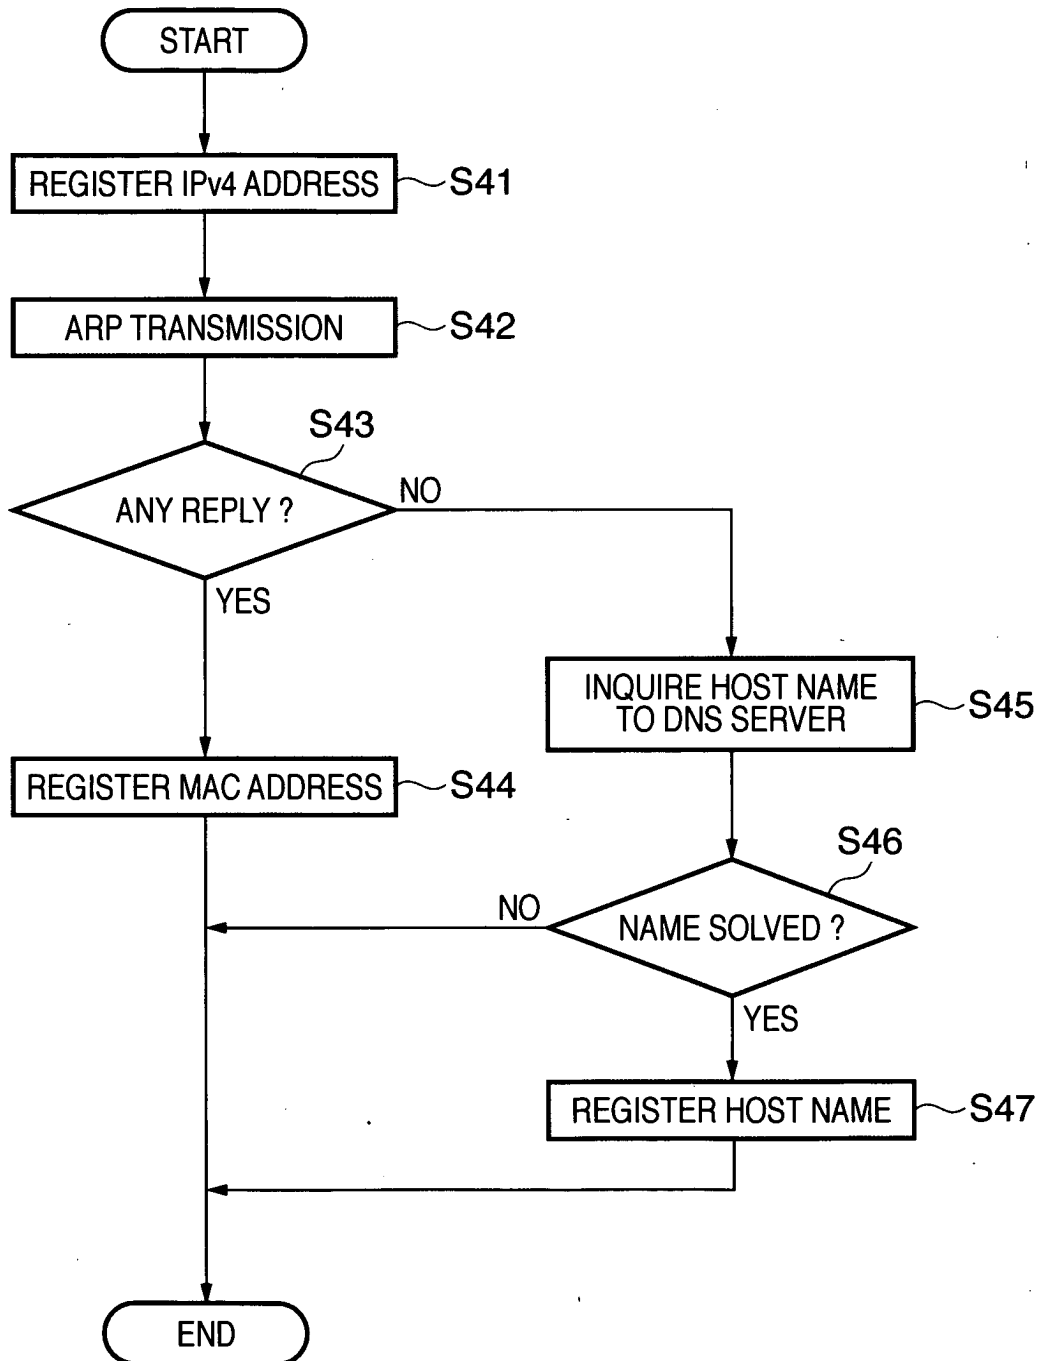 START
REGISTER IPv4 ADDRESS
S41
ARP TRANSMISSION
S42
S43
ANY REPLY ?
NO
YES
INQUIRE HOST NAME
TO DNS SERVER
S45
REGISTER MAC ADDRESS
S44
S46
NO
NAME SOLVED ?
YES
REGISTER HOST NAME
S47
END